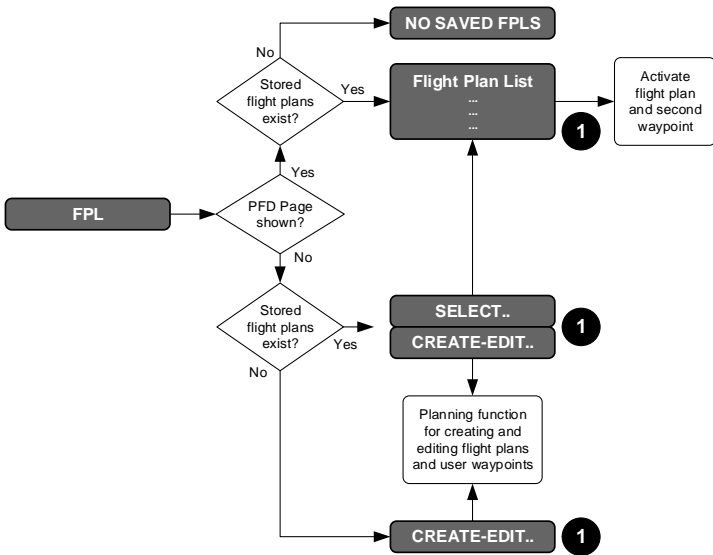 NO SAVED FPLS
No
Stored
flight plans
exist?
Yes
Flight Plan List
...
...
...
1
Activate
flight plan
and second
waypoint
Yes
FPL
PFD Page
shown?
No
Stored
flight plans
exist?
Yes
No
SELECT..
CREATE-EDIT..
1
Planning function
for creating and
editing flight plans
and user waypoints
CREATE-EDIT..
1